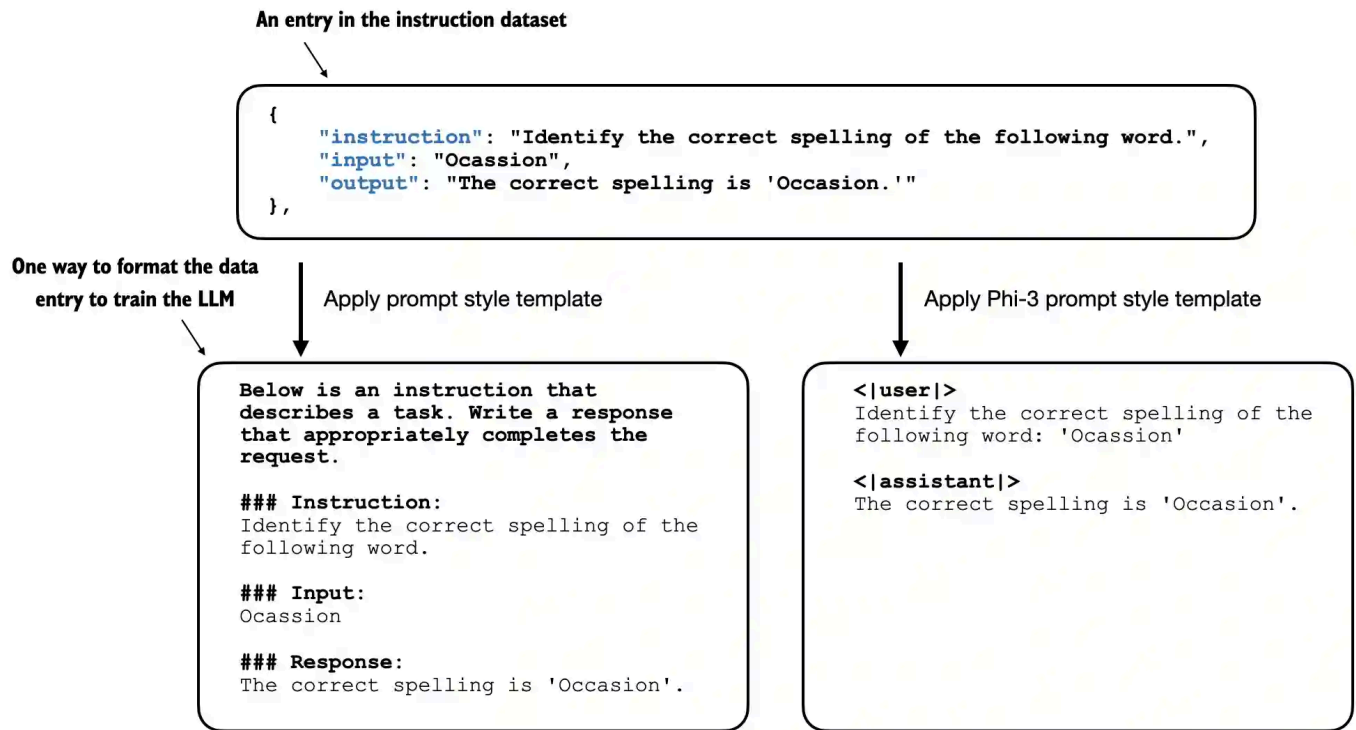 An entry in the instruction dataset
{
"instruction": "Identify the correct spelling of the following word.",
"input": "Ocassion",
"output": "The correct spelling is 'Occasion.'"
},
One way to format the data
entry to train the LLM
Apply prompt style template
Apply Phi-3 prompt style template
Below is an instruction that
describes a task. Write a response
that appropriately completes the
request.
### Instruction:
Identify the correct spelling of the
following word.
### Input:
Ocassion
### Response:
The correct spelling is 'Occasion'.
<|user|>
Identify the correct spelling of the
following word: 'Ocassion'
<|assistant|>
The correct spelling is 'Occasion'.